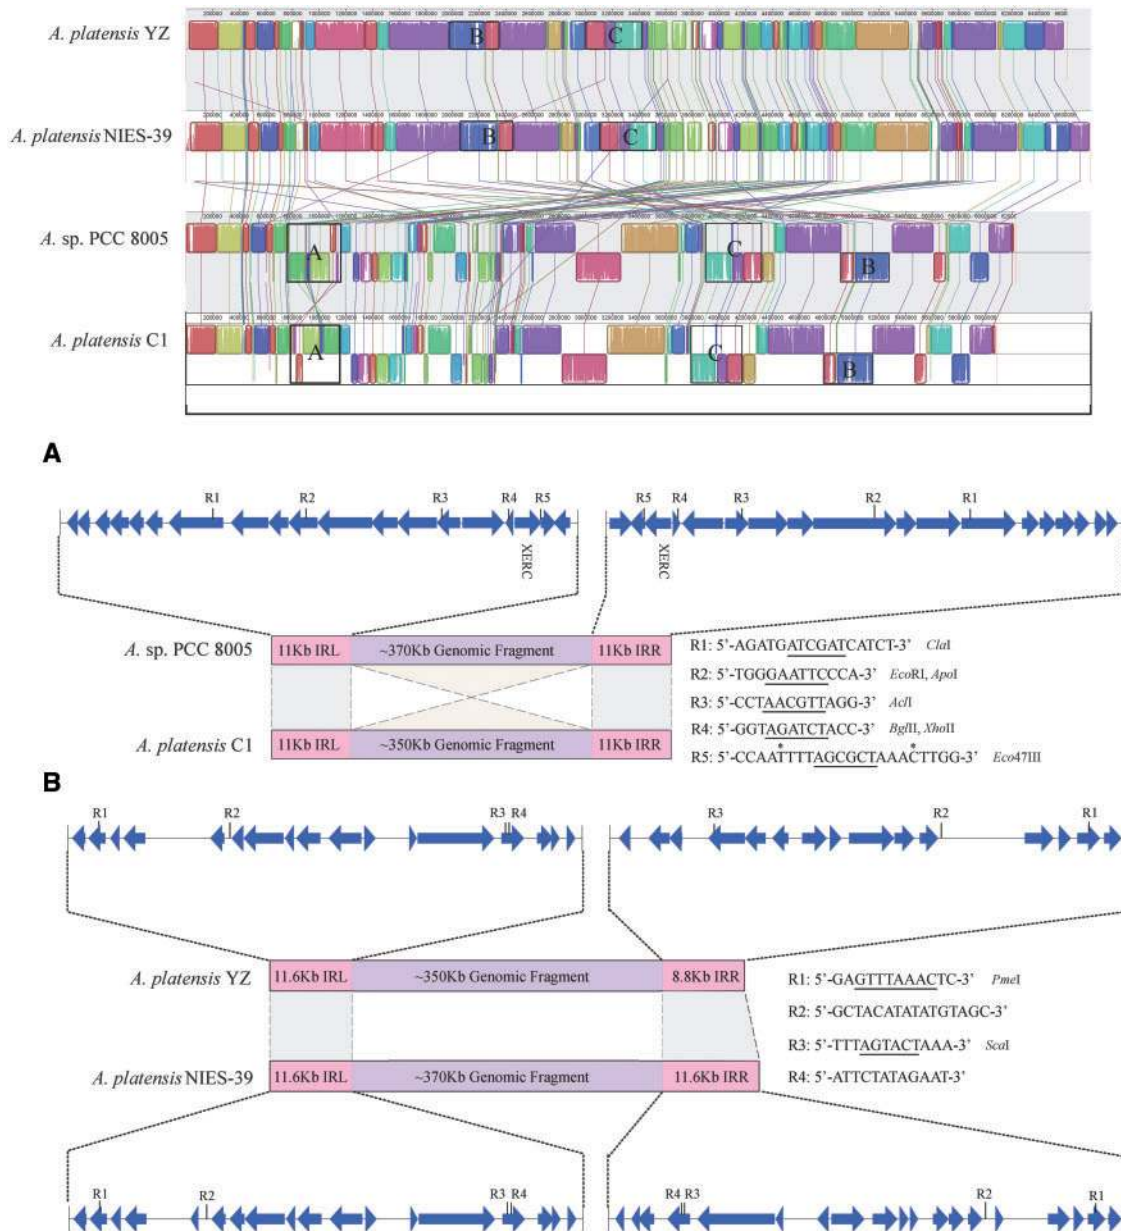 A. platensis YZ
B
C
A. platensis NIES-39
B
C
A. sp. PCC 8005
A
C
B
A. platensis C1
A
C
B
A
R1 R2 R3 R4 R5 R5 R4 R3 R2 R1
XERC XERC
A. sp. PCC 8005 11Kb IRL ~370Kb Genomic Fragment 11Kb IRR
A. platensis C1 11Kb IRL ~350Kb Genomic Fragment 11Kb IRR
R1: 5’-AGATGATCGATCATCT-3’ ClaI
R2: 5’-TGGGAATTCCCA-3’ EcoRI, ApoI
R3: 5’-CCTAACGTTAGG-3’ AclI
R4: 5’-GGTAGATCTACC-3’ BglII, XhoII
* *
R5: 5’-CCAATTTTAGCGCTAAACTTGG-3’ Eco47III
B
R1 R2 R3 R4 R3 R2 R1
A. platensis YZ 11.6Kb IRL ~350Kb Genomic Fragment 8.8Kb IRR
A. platensis NIES-39 11.6Kb IRL ~370Kb Genomic Fragment 11.6Kb IRR
R1: 5’-GAGTTTAAACTC-3’ PmeI
R2: 5’-GCTACATATATGTAGC-3’
R3: 5’-TTTAGTACTAAA-3’ ScaI
R4: 5’-ATTCTATAGAAT-3’
R1 R2 R3 R4 R4 R3 R2 R1